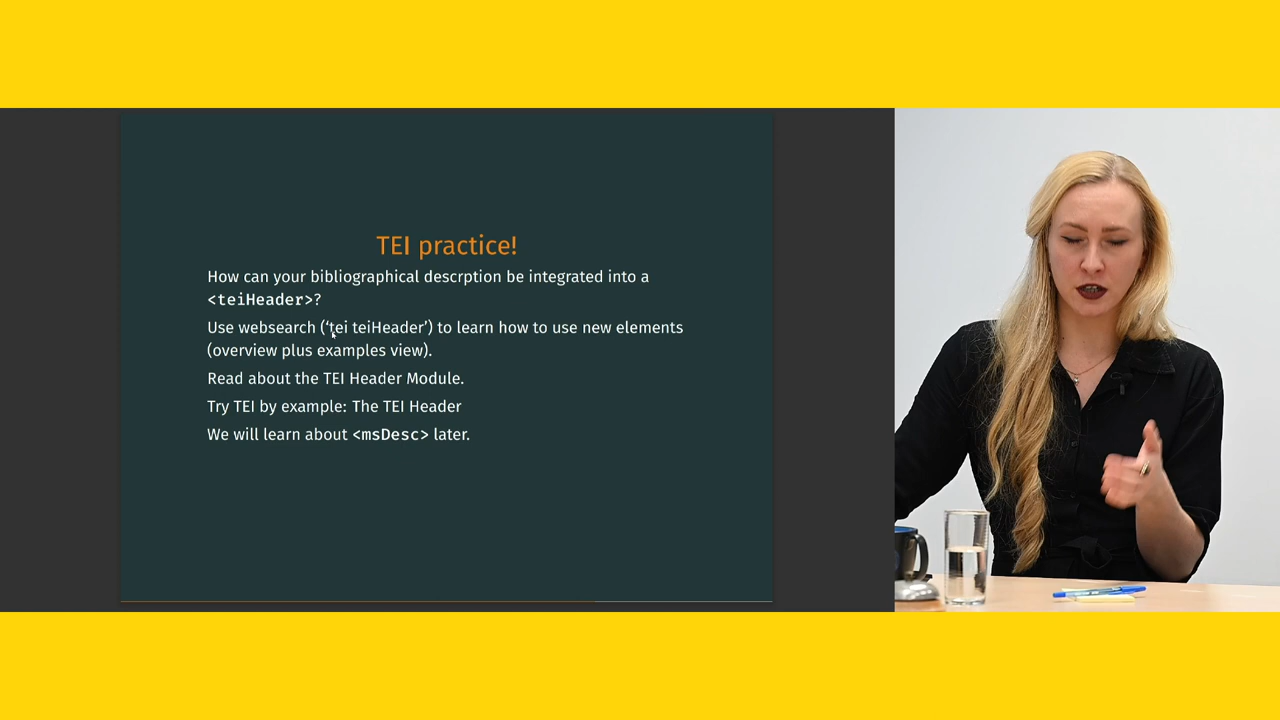 TEI practice!
How can your bibliographical descrption be integrated into a
<teiHeader>?
Use websearch (‘tei teiHeader’) to learn how to use new elements
(overview plus examples view).
Read about the TEI Header Module.
Try TEI by example: The TEI Header
We will learn about <msDesc> later.